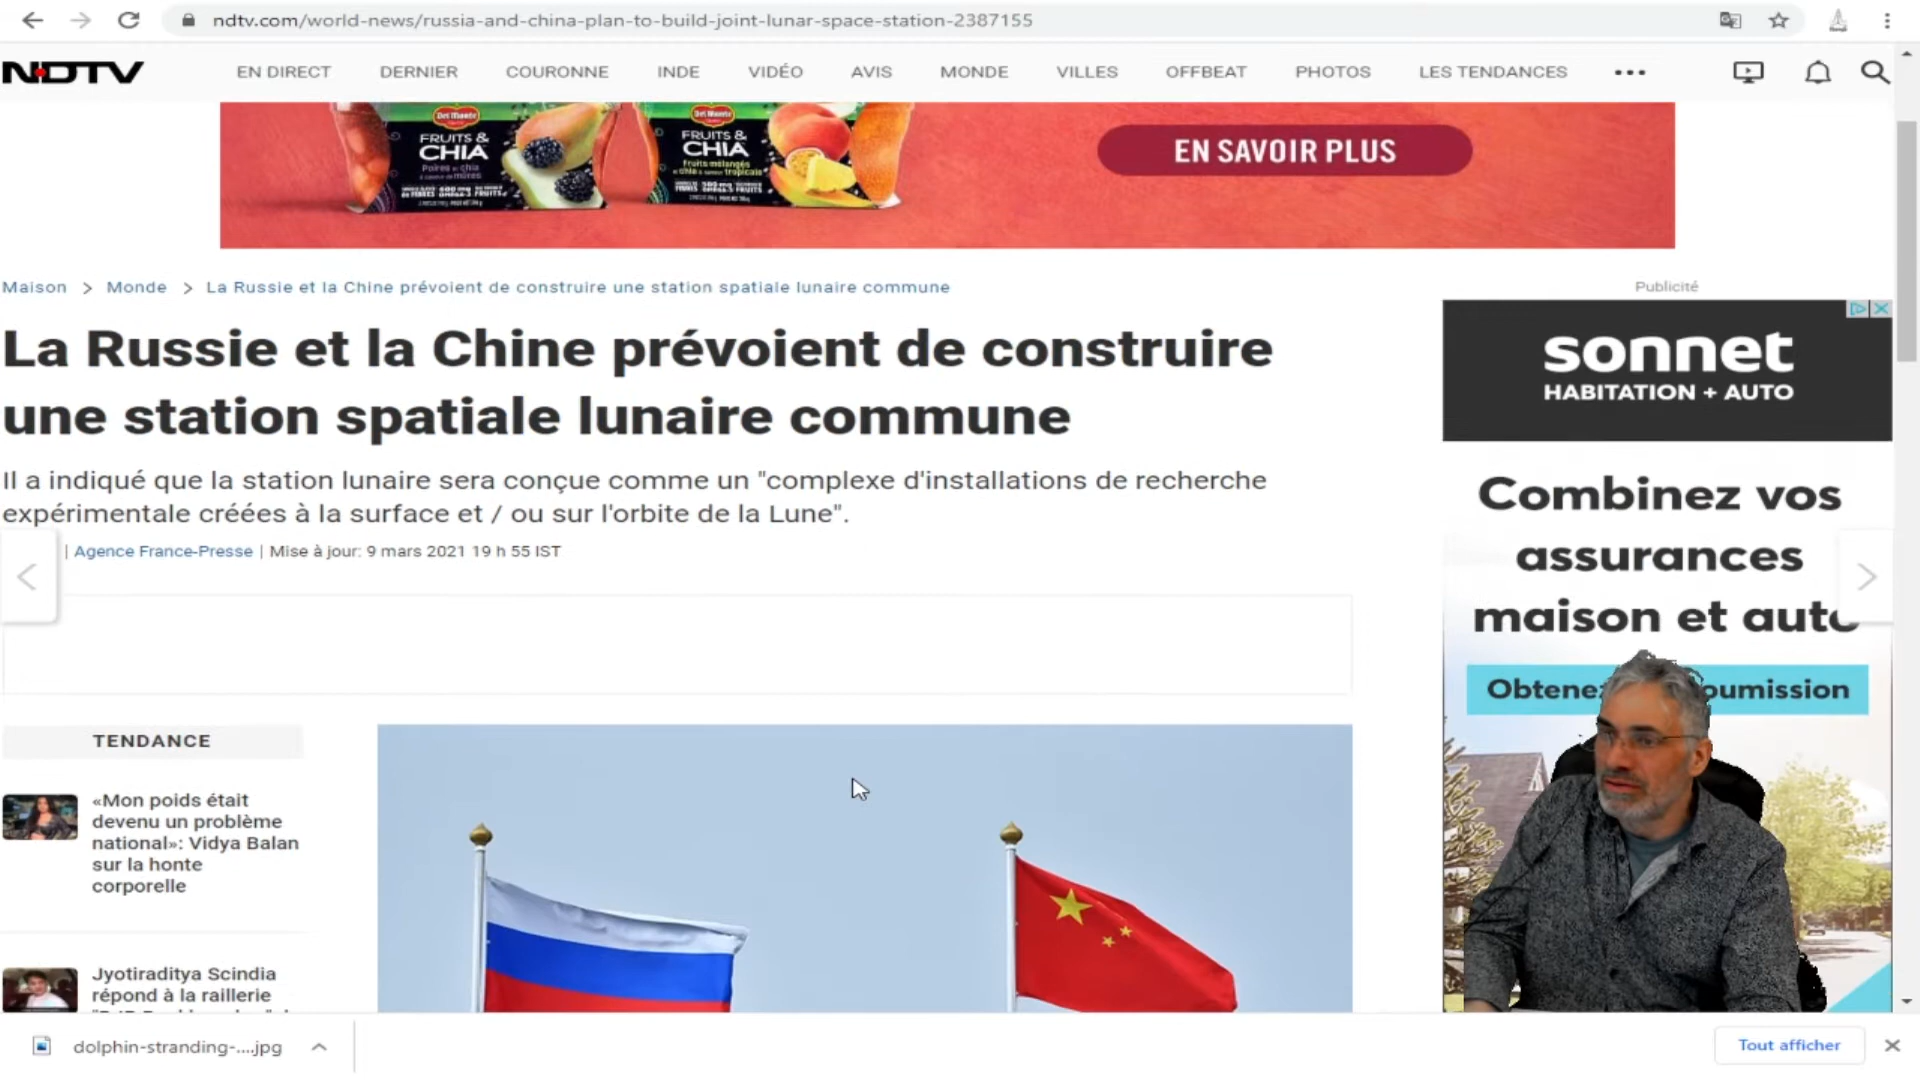 ndtv.com/world-news/russia-and-china-plan-to-build-joint-lunar-space-station-2387155
NDTV
EN DIRECT
DERNIER
COURONNE
INDE
VIDÉO
AVIS
MONDE
VILLES
OFFBEAT
PHOTOS
LES TENDANCES
Del Monte
FRUITS &
CHIA
Del Monte
FRUITS &
CHIA
EN SAVOIR PLUS
Maison > Monde > La Russie et la Chine prévoient de construire une station spatiale lunaire commune
La Russie et la Chine prévoient de construire
une station spatiale lunaire commune
Il a indiqué que la station lunaire sera conçue comme un "complexe d'installations de recherche
expérimentale créées à la surface et / ou sur l'orbite de la Lune".
| Agence France-Presse | Mise à jour: 9 mars 2021 19 h 55 IST
Publicité
sonnet
HABITATION + AUTO
Combinez vos
assurances
maison et auto
TENDANCE
«Mon poids était
devenu un problème
national»: Vidya Balan
sur la honte
corporelle
Jyotiraditya Scindia
répond à la raillerie
dolphin-stranding-....jpg
Tout afficher